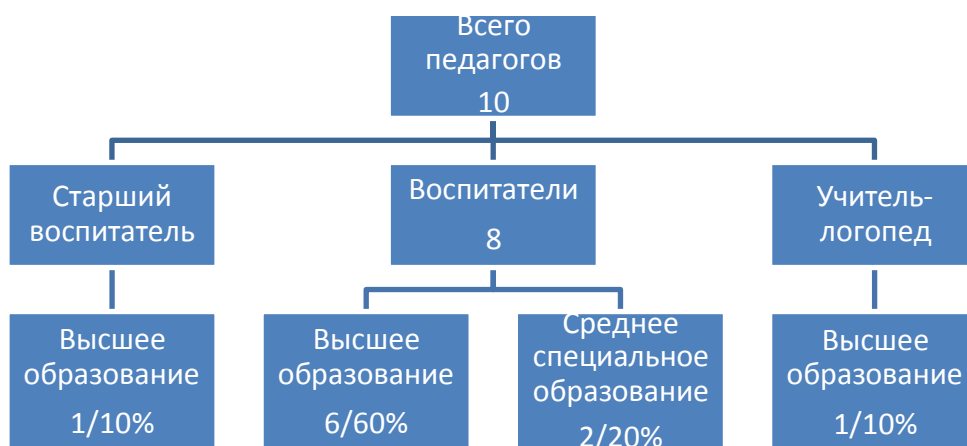 Всего
педагогов
10
Старший
воспитатель
Воспитатели
8
Учитель-
логопед
Высшее
образование
1/10%
Высшее
образование
6/60%
Среднее
специальное
образование
2/20%
Высшее
образование
1/10%